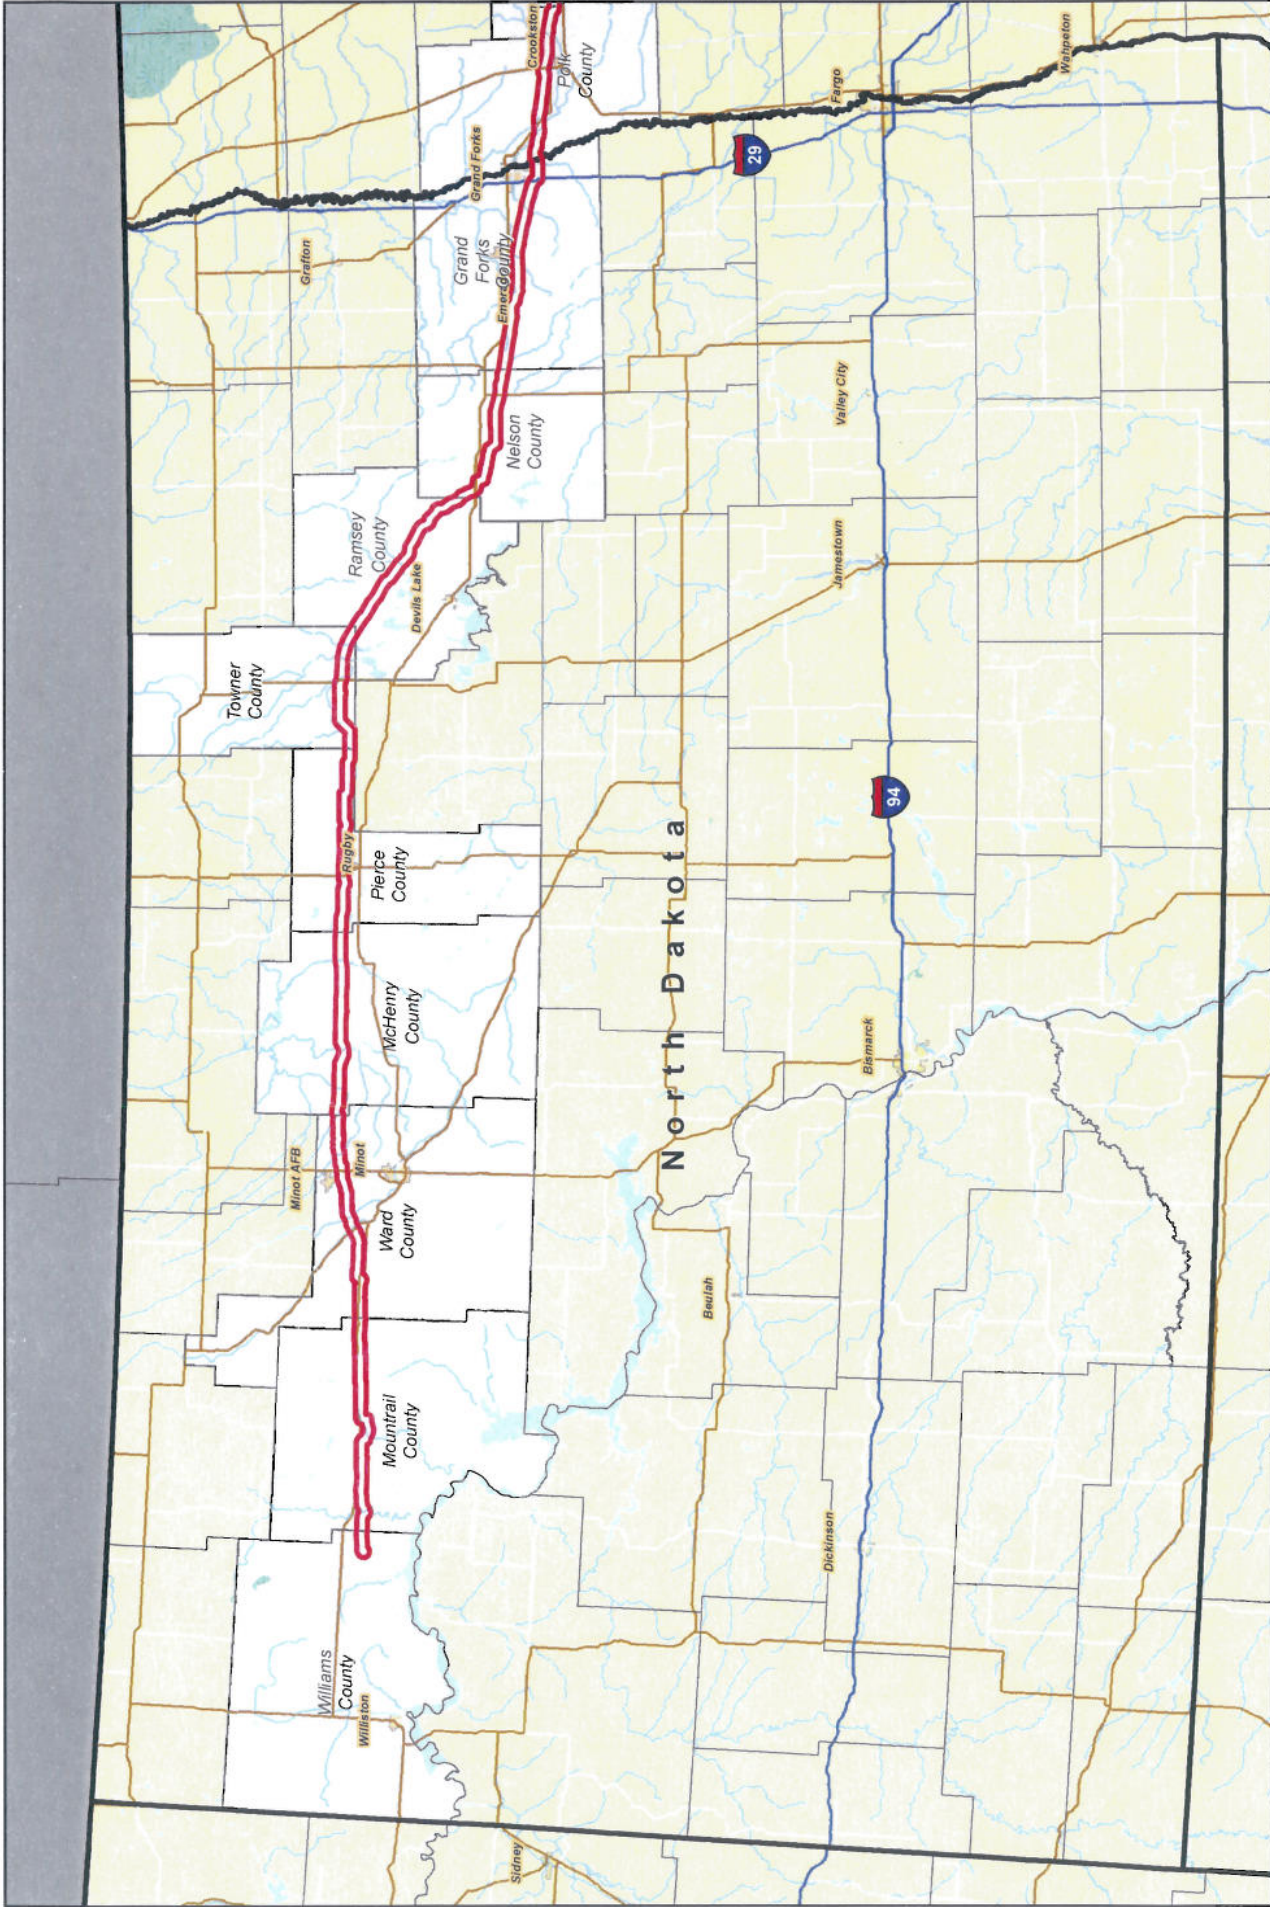 Towner
County
Minot AFB
Grafton
Williams
County
Williston
Rugby
Ramsey
County
Minot
Ward
County
Mountrail
County
McHenry
County
Pierce
County
Devils Lake
Grand
Forks
County
Grand Forks
Nelson
County
Crookston
Polk
County
Sidney
North Dakota
Beulah
29
Dickinson
Bismarck
Jamestown
Valley City
Fargo
94
Wahpeton